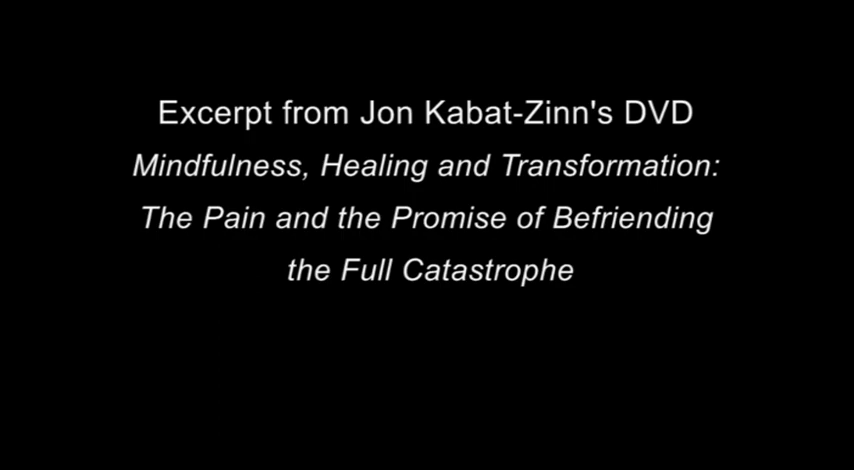 Excerpt from Jon Kabat-Zinn's DVD
Mindfulness, Healing and Transformation:
The Pain and the Promise of Befriending
the Full Catastrophe